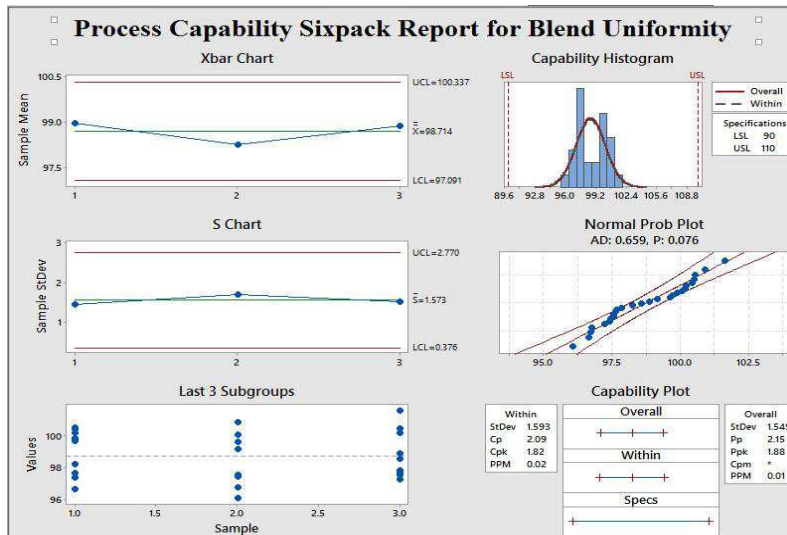 Process Capability Sixpack Report for Blend Uniformity
Xbar Chart
Sample Mean
100.5
99.0
97.5
1
2
3
UCL=100.337
X=98.714
LCL=97.091
Capability Histogram
LSL
USL
89.6 92.8 96.0 99.2 102.4 105.6 108.8
Overall
Within
Specifications
LSL 90
USL 110
S Chart
Sample StDev
3
2
1
1
2
3
UCL=2.770
S=1.573
LCL=0.376
Normal Prob Plot
AD: 0.659, P: 0.076
95.0 97.5 100.0 102.5
Last 3 Subgroups
Values
100
98
96
1.0 1.5 2.0 2.5 3.0
Sample
Capability Plot
Within
StDev 1.593
Cp 2.09
Cpk 1.82
PPM 0.02
Overall
Within
Specs
Overall
StDev 1.549
Pp 2.15
Ppk 1.88
Cpm *
PPM 0.01